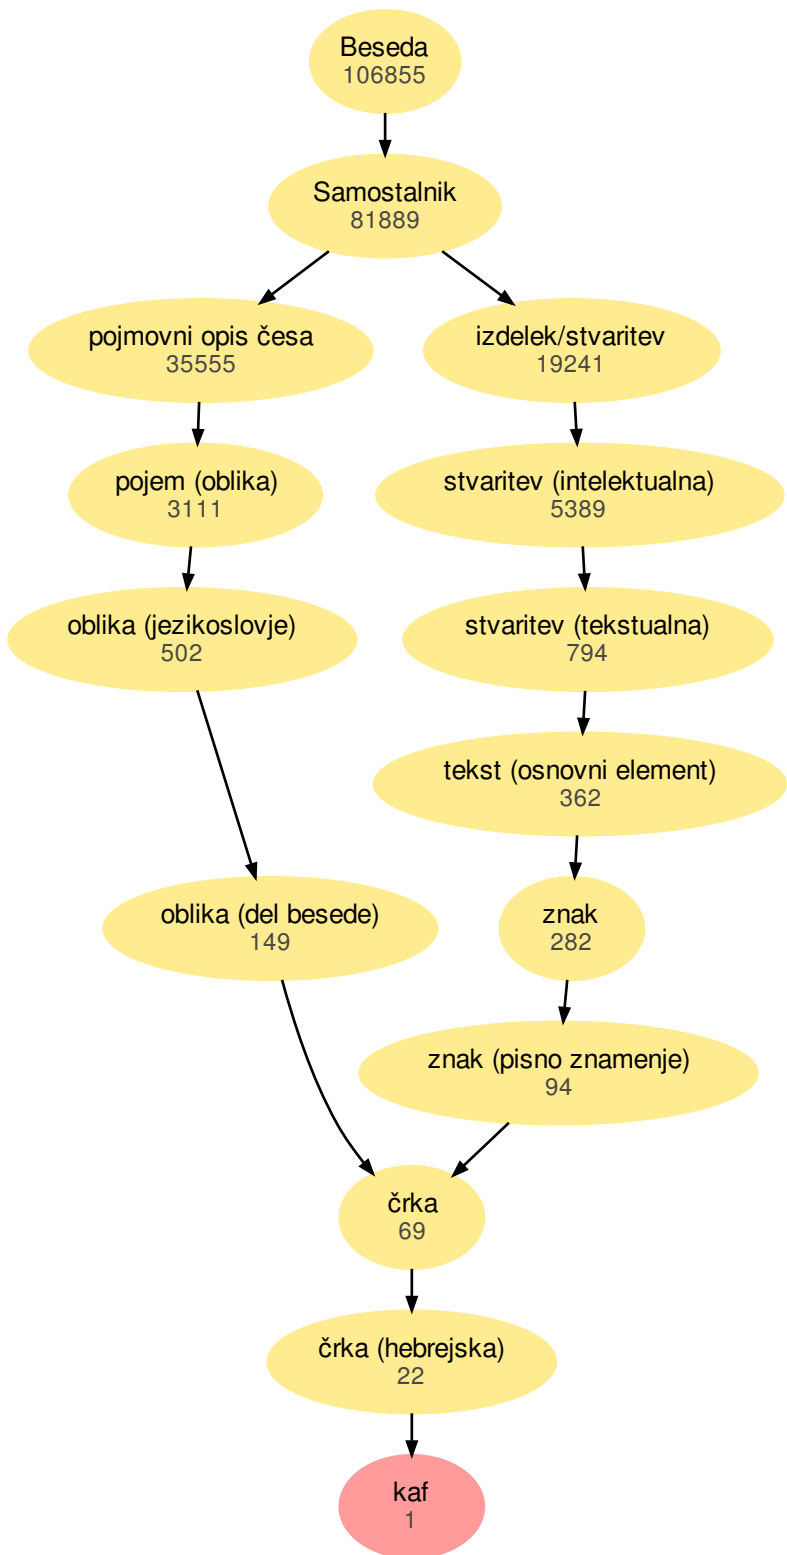 Beseda
106855
Samostalnik
81889
pojmovni opis česa
35555
izdelek/stvaritev
19241
pojem (oblika)
3111
stvaritev (intelektualna)
5389
oblika (jezikoslovje)
502
stvaritev (tekstualna)
794
tekst (osnovni element)
362
oblika (del besede)
149
znak
282
znak (pisno znamenje)
94
črka
69
črka (hebrejska)
22
kaf
1